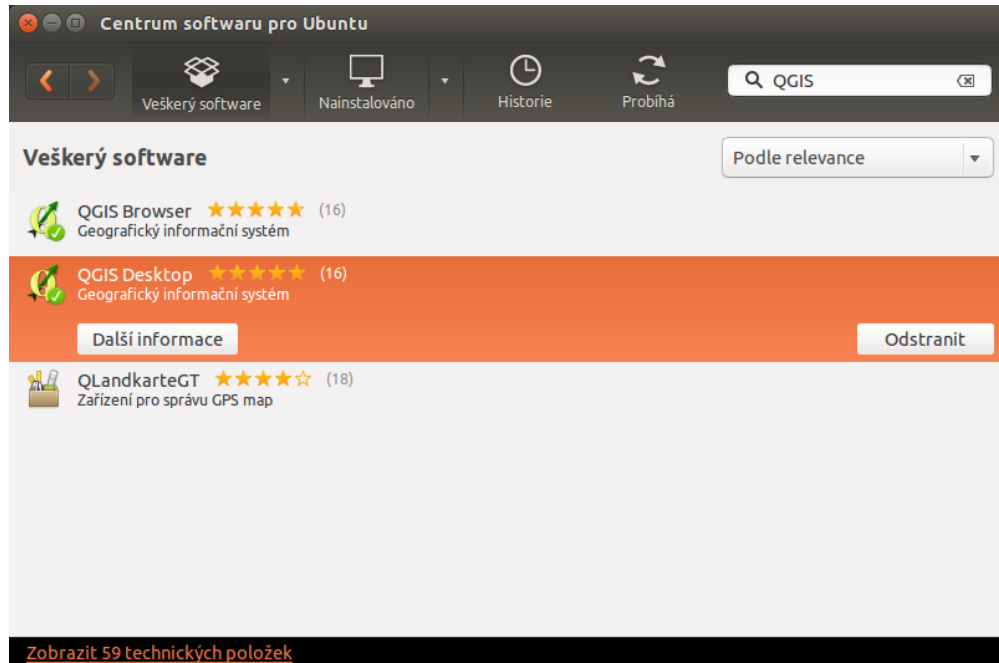 Centrum softwaru pro Ubuntu
Veškerý software
Nainstalováno
Historie
Probíhá
QGIS
Veškerý software
Podle relevance
QGIS Browser (16)
Geografický informační systém
QGIS Desktop (16)
Geografický informační systém
Další informace
Odstranit
QLandkarteGT (18)
Zařízení pro správu GPS map
Zobrazit 59 technických položek